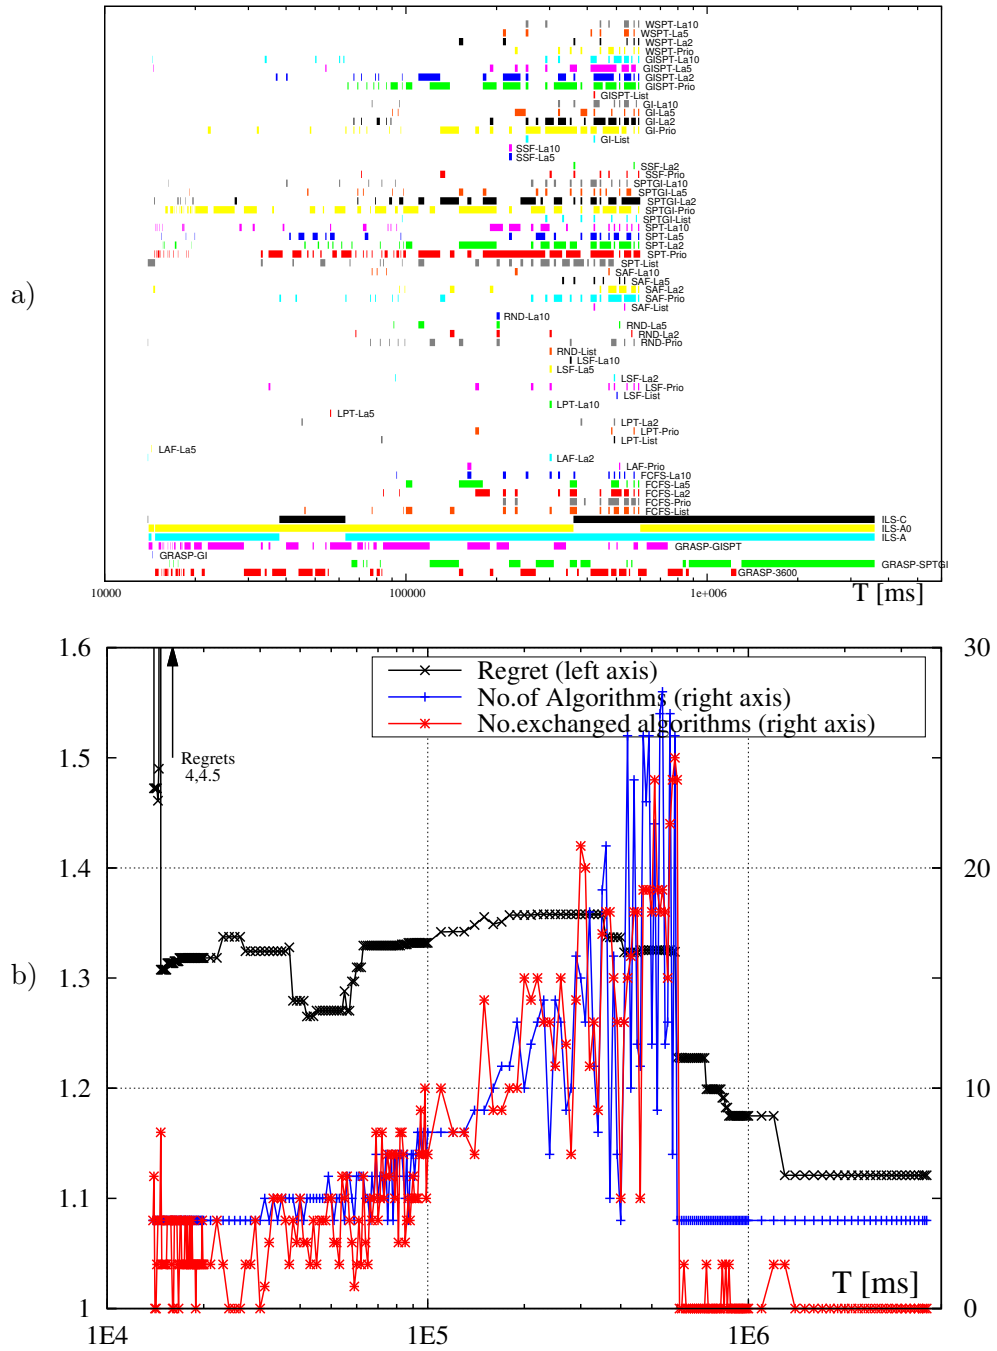 WSPT-La10
WSPT-La5
WSPT-La2
WSPT-Prio
GISPT-La10
GISPT-La5
GISPT-La2
GISPT-Prio
GISPT-List
GI-La10
GI-La5
GI-La2
GI-Prio
GI-List
SSF-La10
SSF-La5
SSF-La2
SSF-Prio
SPTGI-La10
SPTGI-La5
SPTGI-La2
SPTGI-Prio
SPTGI-List
SPT-La10
SPT-La5
SPT-La2
SPT-Prio
SPT-List
SAF-La10
SAF-La5
SAF-La2
SAF-Prio
SAF-List
a)
RND-La10
RND-La5
RND-La2
RND-Prio
RND-List
LSF-La10
LSF-La5
LSF-La2
LSF-Prio
LSF-List
LPT-La10
LPT-La5
LPT-La2
LPT-Prio
LPT-List
LAF-La5
LAF-La2
LAF-Prio
FCFS-La10
FCFS-La5
FCFS-La2
FCFS-Prio
FCFS-List
ILS-C
ILS-A0
ILS-A
GRASP-GISPT
GRASP-GI
GRASP-SPTGI
GRASP-3600
10000 100000 1e+006 T [ms]
1.6 30
Regret (left axis)
No.of Algorithms (right axis)
No.exchanged algorithms (right axis)
Regrets
4,4.5
1.5
1.4 20
1.3
b)
1.2 10
1.1
T [ms]
1 0
1E4 1E5 1E6